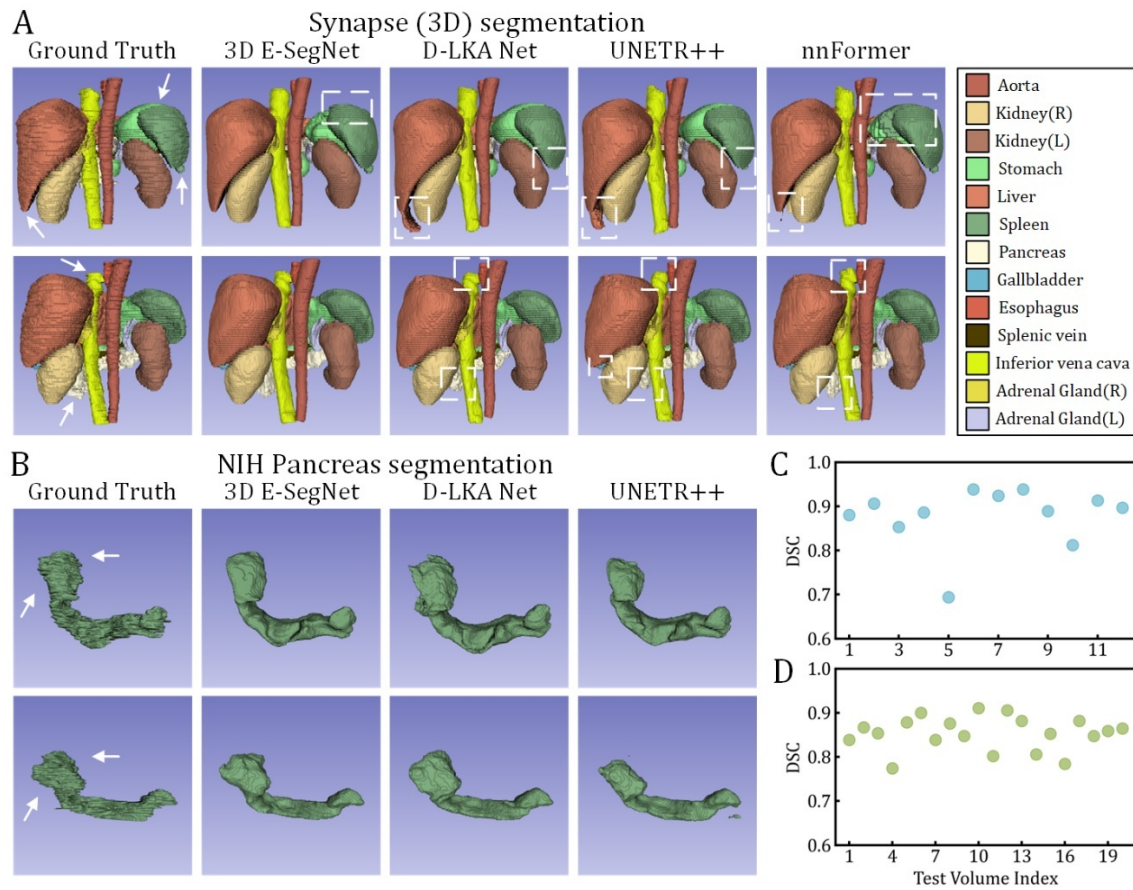 A
Synapse (3D) segmentation
Ground Truth
3D E-SegNet
D-LKA Net
UNETR++
nnFormer
Aorta
Kidney(R)
Kidney(L)
Stomach
Liver
Spleen
Pancreas
Gallbladder
Esophagus
Splenic vein
Inferior vena cava
Adrenal Gland(R)
Adrenal Gland(L)
B
NIH Pancreas segmentation
Ground Truth
3D E-SegNet
D-LKA Net
UNETR++
C
1.0
0.9
0.8
0.7
0.6
DSC
1 3 5 7 9 11
D
1.0
0.9
0.8
0.7
0.6
DSC
1 4 7 10 13 16 19
Test Volume Index